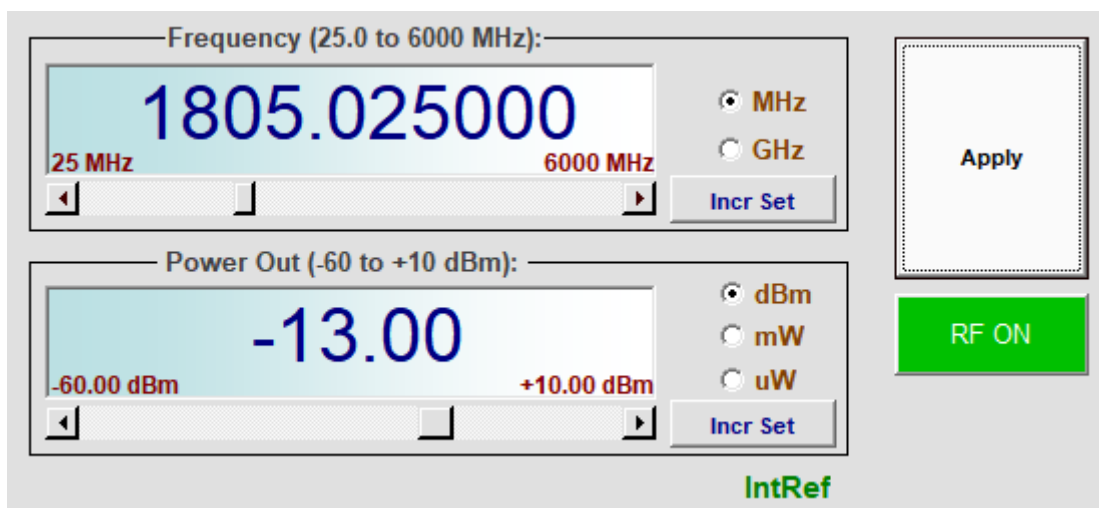 Frequency (25.0 to 6000 MHz):
1805.025000
25 MHz
6000 MHz
MHz
GHz
Incr Set
Power Out (-60 to +10 dBm):
-13.00
-60.00 dBm
+10.00 dBm
dBm
mW
uW
Incr Set
IntRef
Apply
RF ON